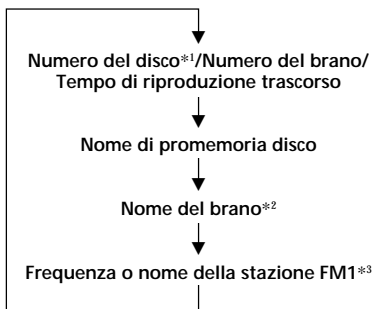 Numero del disco*1/Numero del brano/
Tempo di riproduzione trascorso
Nome di promemoria disco
Nome del brano*2
Frequenza o nome della stazione FM1*3